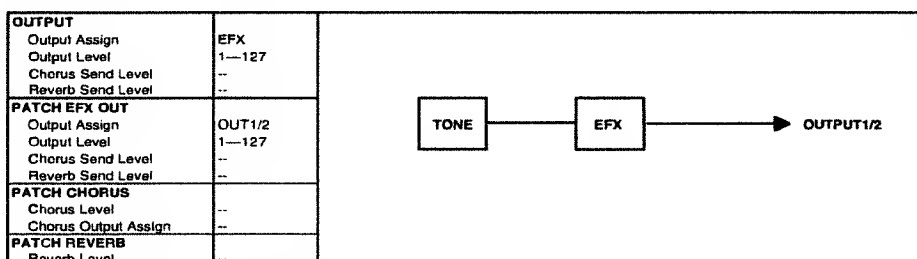 OUTPUT
Output Assign EFX
Output Level 1—127
Chorus Send Level --
Reverb Send Level --
PATCH EFX OUT
Output Assign OUT1/2
Output Level 1—127
Chorus Send Level --
Reverb Send Level --
PATCH CHORUS
Chorus Level --
Chorus Output Assign --
PATCH REVERB
Reverb Level --
TONE EFX OUTPUT1/2